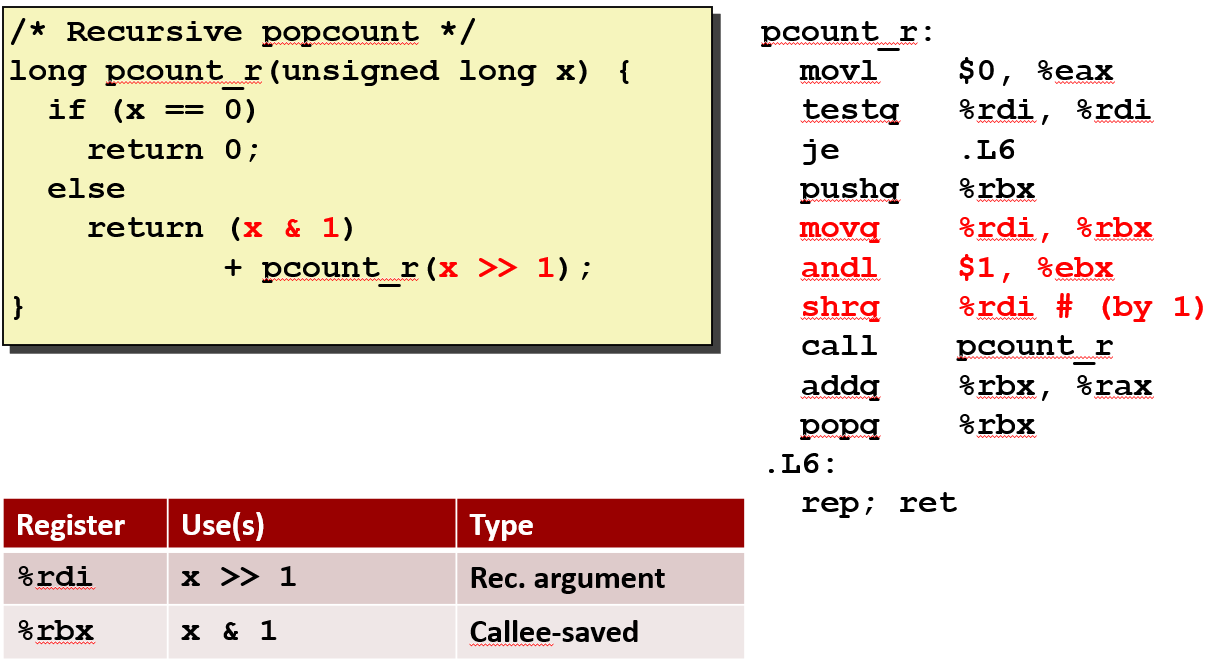 /* Recursive popcount */
long pcount_r(unsigned long x) {
  if (x == 0)
    return 0;
  else
    return (x & 1)
           + pcount_r(x >> 1);
}
pcount_r:
  movl    $0, %eax
  testq   %rdi, %rdi
  je      .L6
  pushq   %rbx
  movq    %rdi, %rbx
  andl    $1, %ebx
  shrq    %rdi # (by 1)
  call    pcount_r
  addq    %rbx, %rax
  popq    %rbx
.L6:
  rep; ret
Register Use(s) Type
%rdi x >> 1 Rec. argument
%rbx x & 1 Callee-saved